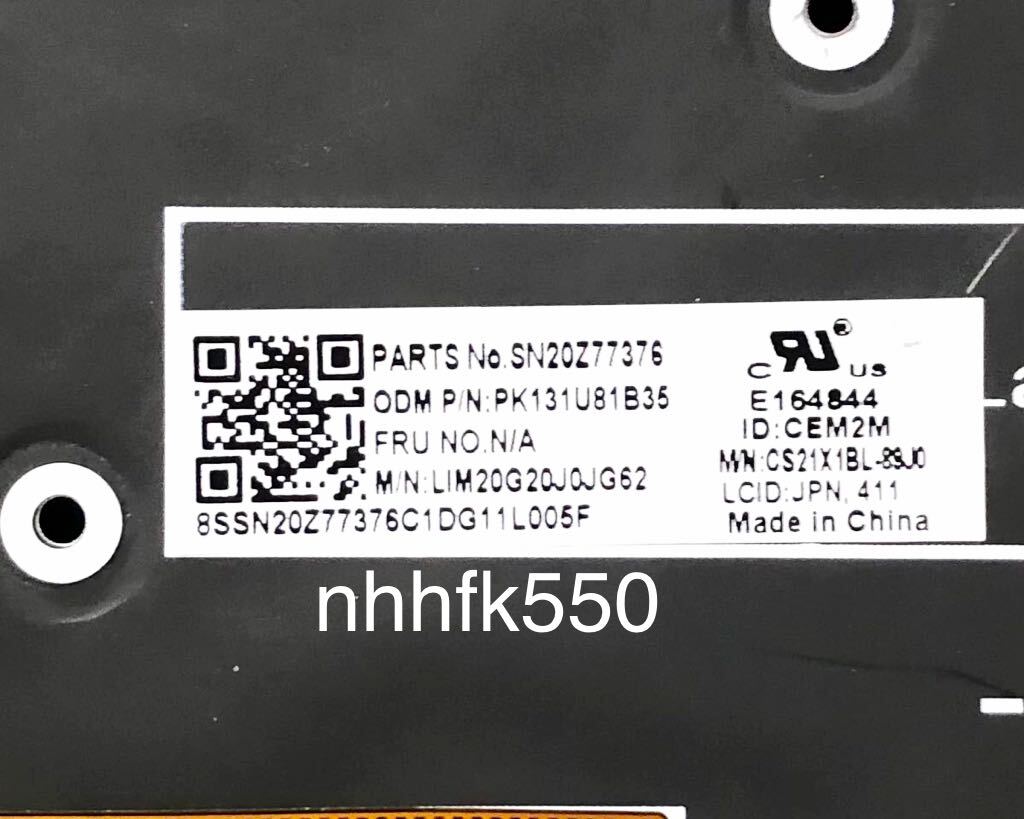 PARTS No.SN20Z77376
ODM P/N:PK131U81B35
FRU NO.N/A
M/N:LIM20G20J0JG62
8SSN20Z77376C1DG11L005F
C RU® US
E164844
ID:CEM2M
M/N:CS21X1BL-89J0
LCID:JPN, 411
Made in China
nhhfk550